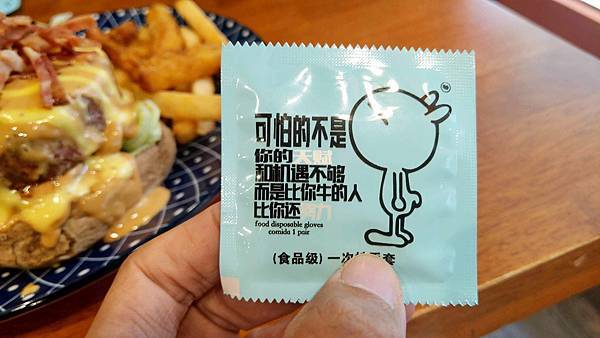 可怕的不是
你的天赋
和机遇不够
而是比你牛的人
比你还努力
food disposable gloves
comida 1 pair
(食品级) 一次性手套